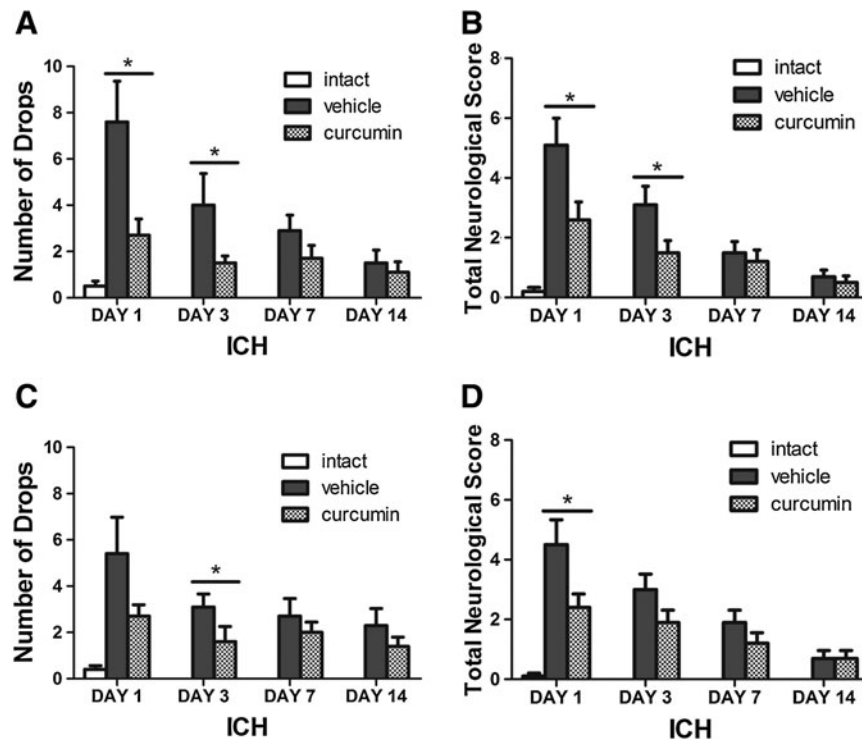 A
Number of Drops
10
8
6
4
2
0
*
*
intact
vehicle
curcumin
DAY 1 DAY 3 DAY 7 DAY 14
ICH
B
Total Neurological Score
8
6
4
2
0
*
*
intact
vehicle
curcumin
DAY 1 DAY 3 DAY 7 DAY 14
ICH
C
Number of Drops
10
8
6
4
2
0
*
intact
vehicle
curcumin
DAY 1 DAY 3 DAY 7 DAY 14
ICH
D
Total Neurological Score
8
6
4
2
0
*
intact
vehicle
curcumin
DAY 1 DAY 3 DAY 7 DAY 14
ICH